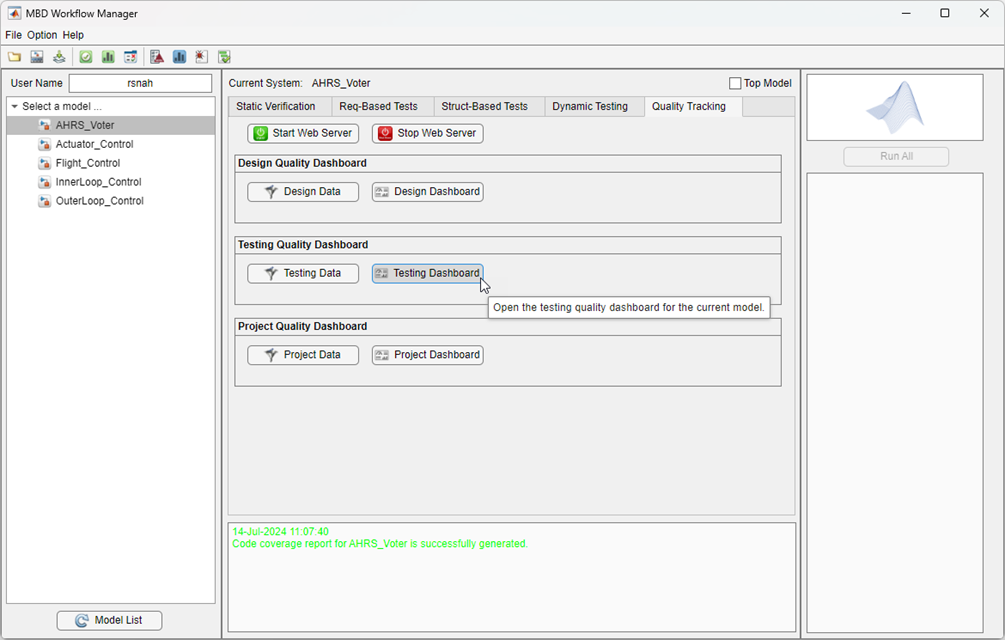 MBD Workflow Manager
File Option Help
User Name rsnah
Select a model ...
AHRS_Voter
Actuator_Control
Flight_Control
InnerLoop_Control
OuterLoop_Control
Model List
Current System: AHRS_Voter
Top Model
Static Verification Req-Based Tests Struct-Based Tests Dynamic Testing Quality Tracking
Start Web Server Stop Web Server
Design Quality Dashboard
Design Data Design Dashboard
Testing Quality Dashboard
Testing Data Testing Dashboard
Open the testing quality dashboard for the current model.
Project Quality Dashboard
Project Data Project Dashboard
14-Jul-2024 11:07:40
Code coverage report for AHRS_Voter is successfully generated.
Run All